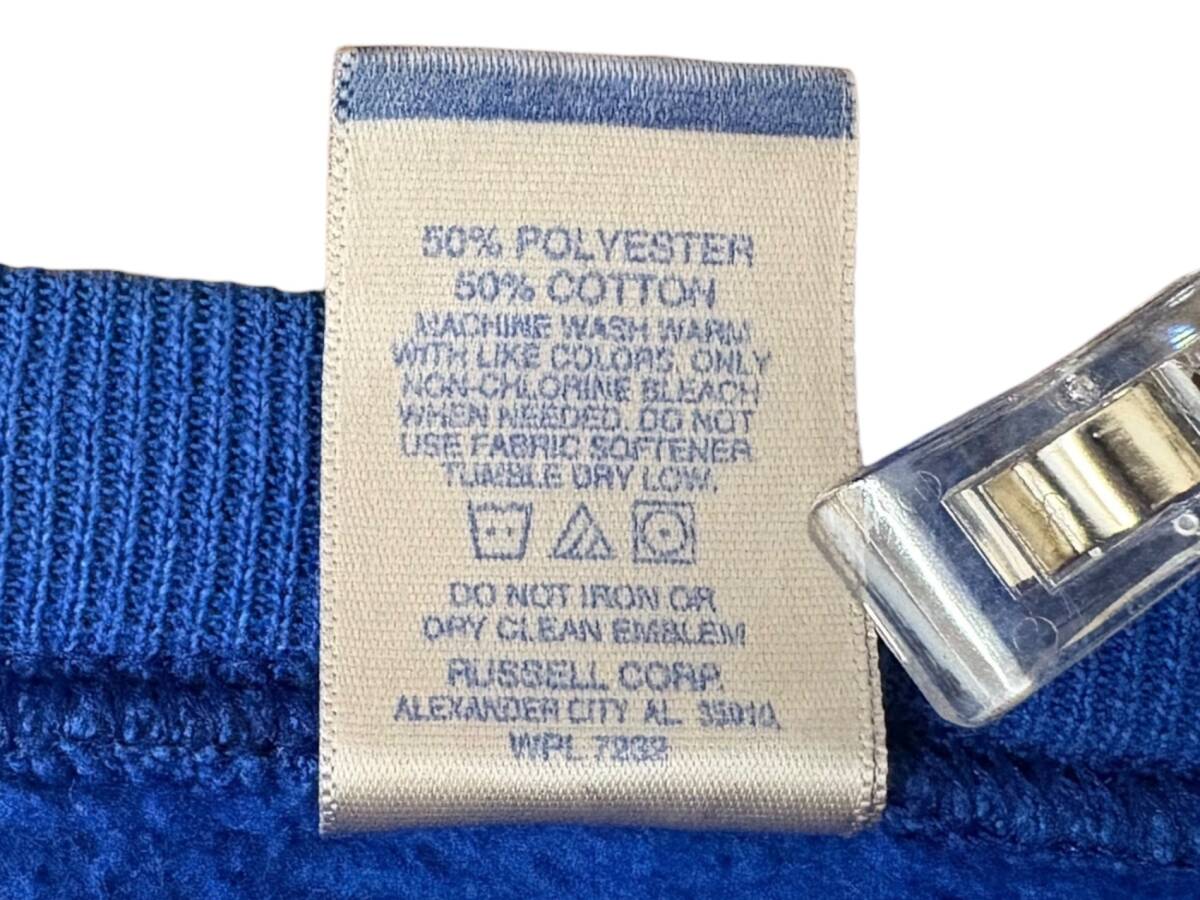 50% POLYESTER
50% COTTON
MACHINE WASH WARM
WITH LIKE COLORS. ONLY
NON-CHLORINE BLEACH
WHEN NEEDED. DO NOT
USE FABRIC SOFTENER
TUMBLE DRY LOW.
DO NOT IRON OR
DRY CLEAN EMBLEM
RUSSELL CORP.
ALEXANDER CITY AL 35010
WPL